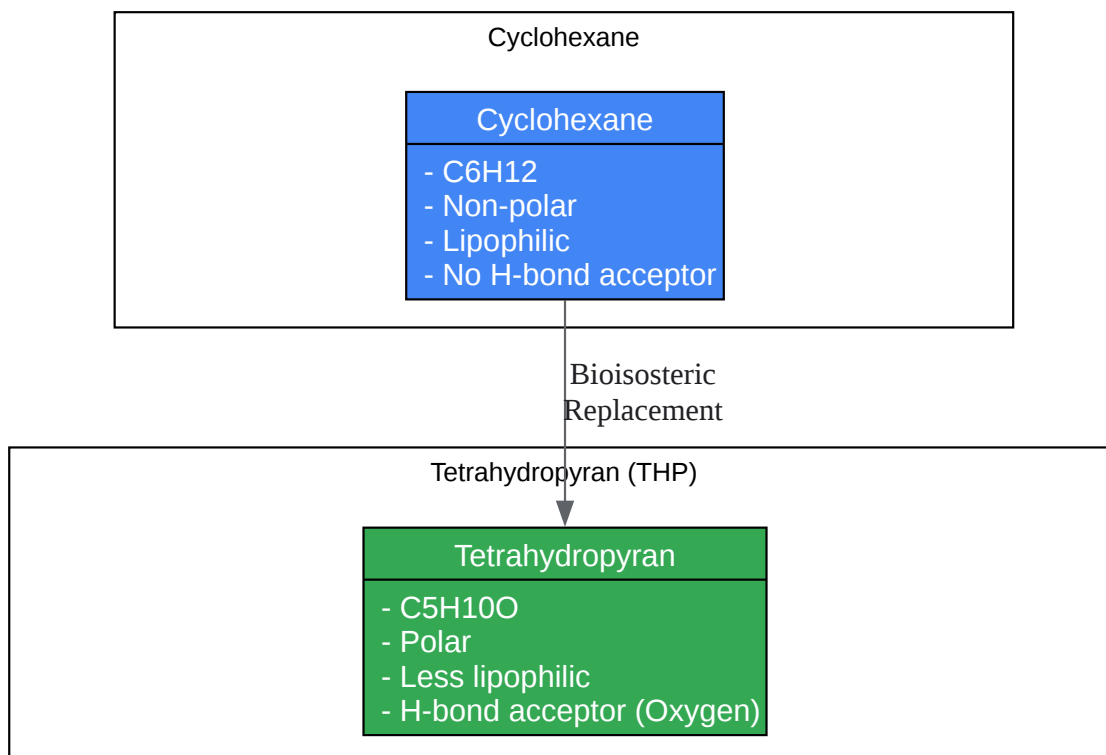 Cyclohexane
Cyclohexane
- C6H12
- Non-polar
- Lipophilic
- No H-bond acceptor
Bioisosteric
Replacement
Tetrahydropyran (THP)
Tetrahydropyran
- C5H10O
- Polar
- Less lipophilic
- H-bond acceptor (Oxygen)